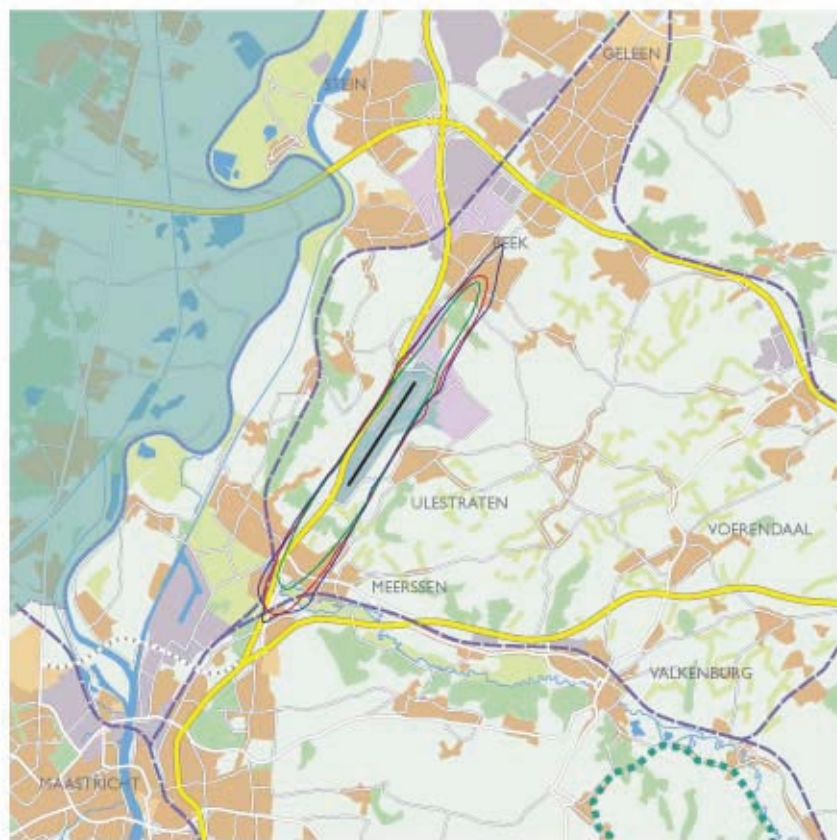 GELEEN
STEIN
BEEK
ULESTRATEN
VOERENDAAL
MEERSSEN
VALKENBURG
MAASTRICHT